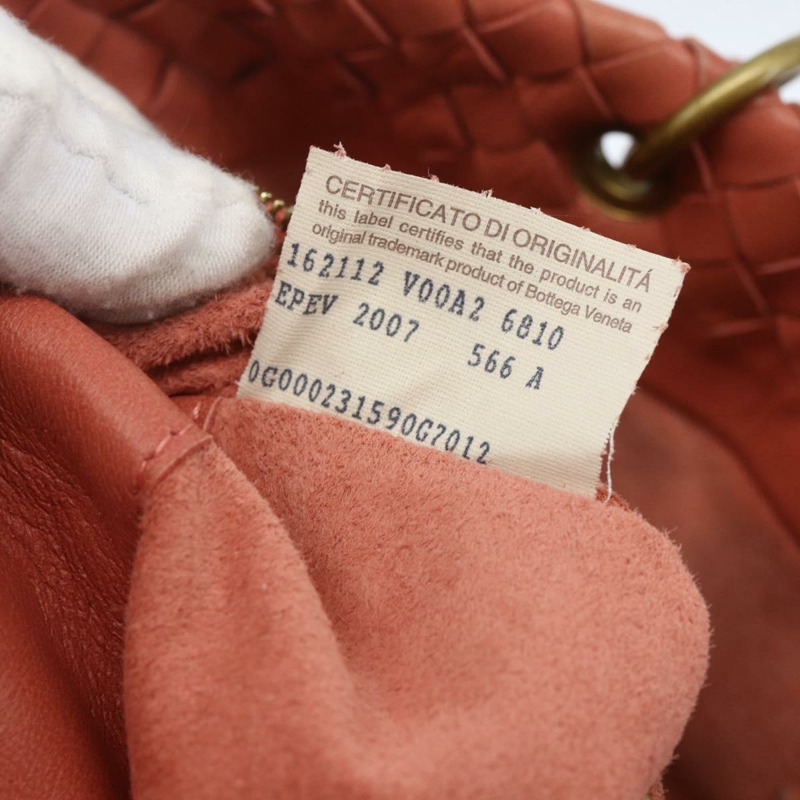 CERTIFICATO DI ORIGINALITÁ
this label certifies that the product is an
original trademark product of Bottega Veneta
162112 V00A2 6810
EPEV 2007 566 A
0G000231590G7012